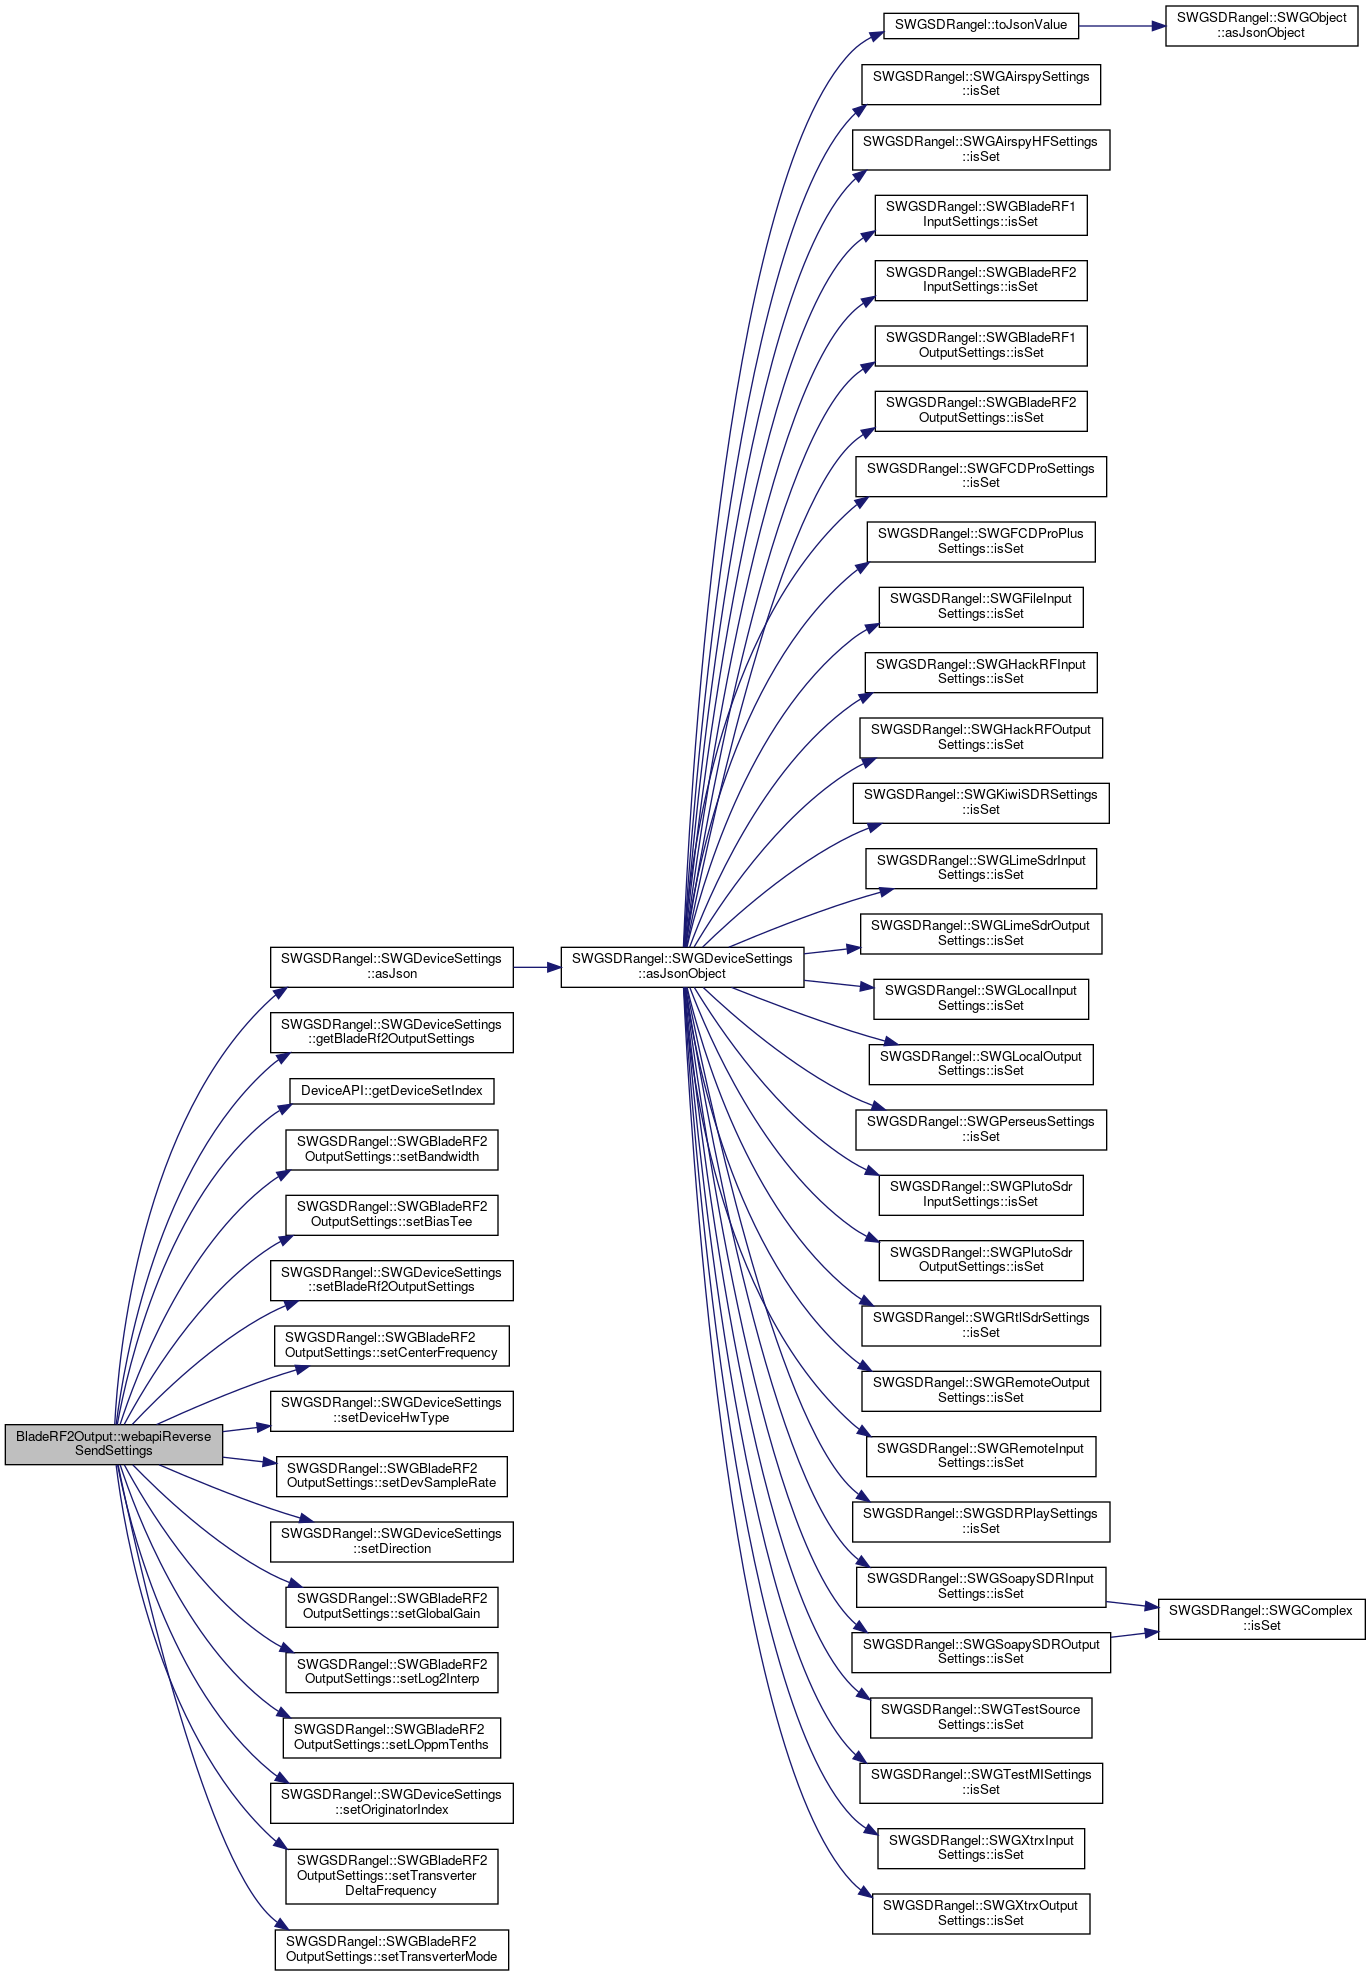 BladeRF2Output::webapiReverse
SendSettings
SWGSDRangel::SWGDeviceSettings
::asJson
SWGSDRangel::SWGDeviceSettings
::getBladeRf2OutputSettings
DeviceAPI::getDeviceSetIndex
SWGSDRangel::SWGBladeRF2
OutputSettings::setBandwidth
SWGSDRangel::SWGBladeRF2
OutputSettings::setBiasTee
SWGSDRangel::SWGDeviceSettings
::setBladeRf2OutputSettings
SWGSDRangel::SWGBladeRF2
OutputSettings::setCenterFrequency
SWGSDRangel::SWGDeviceSettings
::setDeviceHwType
SWGSDRangel::SWGBladeRF2
OutputSettings::setDevSampleRate
SWGSDRangel::SWGDeviceSettings
::setDirection
SWGSDRangel::SWGBladeRF2
OutputSettings::setGlobalGain
SWGSDRangel::SWGBladeRF2
OutputSettings::setLog2Interp
SWGSDRangel::SWGBladeRF2
OutputSettings::setLOppmTenths
SWGSDRangel::SWGDeviceSettings
::setOriginatorIndex
SWGSDRangel::SWGBladeRF2
OutputSettings::setTransverter
DeltaFrequency
SWGSDRangel::SWGBladeRF2
OutputSettings::setTransverterMode
SWGSDRangel::SWGDeviceSettings
::asJsonObject
SWGSDRangel::toJsonValue
SWGSDRangel::SWGAirspySettings
::isSet
SWGSDRangel::SWGAirspyHFSettings
::isSet
SWGSDRangel::SWGBladeRF1
InputSettings::isSet
SWGSDRangel::SWGBladeRF2
InputSettings::isSet
SWGSDRangel::SWGBladeRF1
OutputSettings::isSet
SWGSDRangel::SWGBladeRF2
OutputSettings::isSet
SWGSDRangel::SWGFCDProSettings
::isSet
SWGSDRangel::SWGFCDProPlus
Settings::isSet
SWGSDRangel::SWGFileInput
Settings::isSet
SWGSDRangel::SWGHackRFInput
Settings::isSet
SWGSDRangel::SWGHackRFOutput
Settings::isSet
SWGSDRangel::SWGKiwiSDRSettings
::isSet
SWGSDRangel::SWGLimeSdrInput
Settings::isSet
SWGSDRangel::SWGLimeSdrOutput
Settings::isSet
SWGSDRangel::SWGLocalInput
Settings::isSet
SWGSDRangel::SWGLocalOutput
Settings::isSet
SWGSDRangel::SWGPerseusSettings
::isSet
SWGSDRangel::SWGPlutoSdr
InputSettings::isSet
SWGSDRangel::SWGPlutoSdr
OutputSettings::isSet
SWGSDRangel::SWGRtlSdrSettings
::isSet
SWGSDRangel::SWGRemoteOutput
Settings::isSet
SWGSDRangel::SWGRemoteInput
Settings::isSet
SWGSDRangel::SWGSDRPlaySettings
::isSet
SWGSDRangel::SWGSoapySDRInput
Settings::isSet
SWGSDRangel::SWGSoapySDROutput
Settings::isSet
SWGSDRangel::SWGTestSource
Settings::isSet
SWGSDRangel::SWGTestMISettings
::isSet
SWGSDRangel::SWGXtrxInput
Settings::isSet
SWGSDRangel::SWGXtrxOutput
Settings::isSet
SWGSDRangel::SWGObject
::asJsonObject
SWGSDRangel::SWGComplex
::isSet